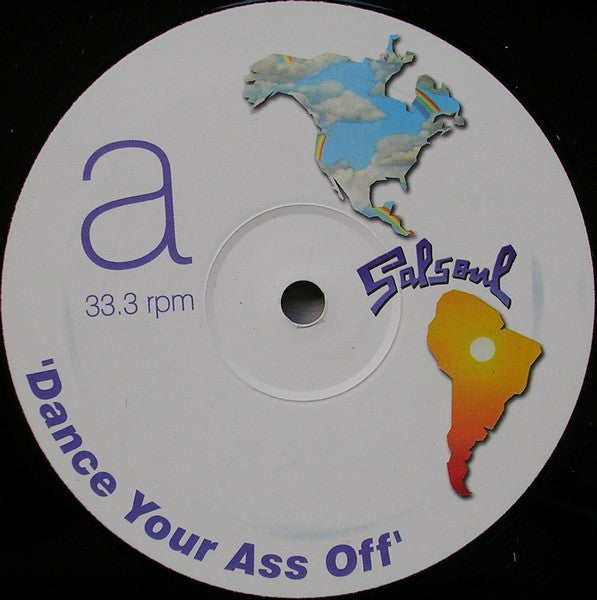 a
33.3 rpm
Salsoul
'Dance Your Ass Off'